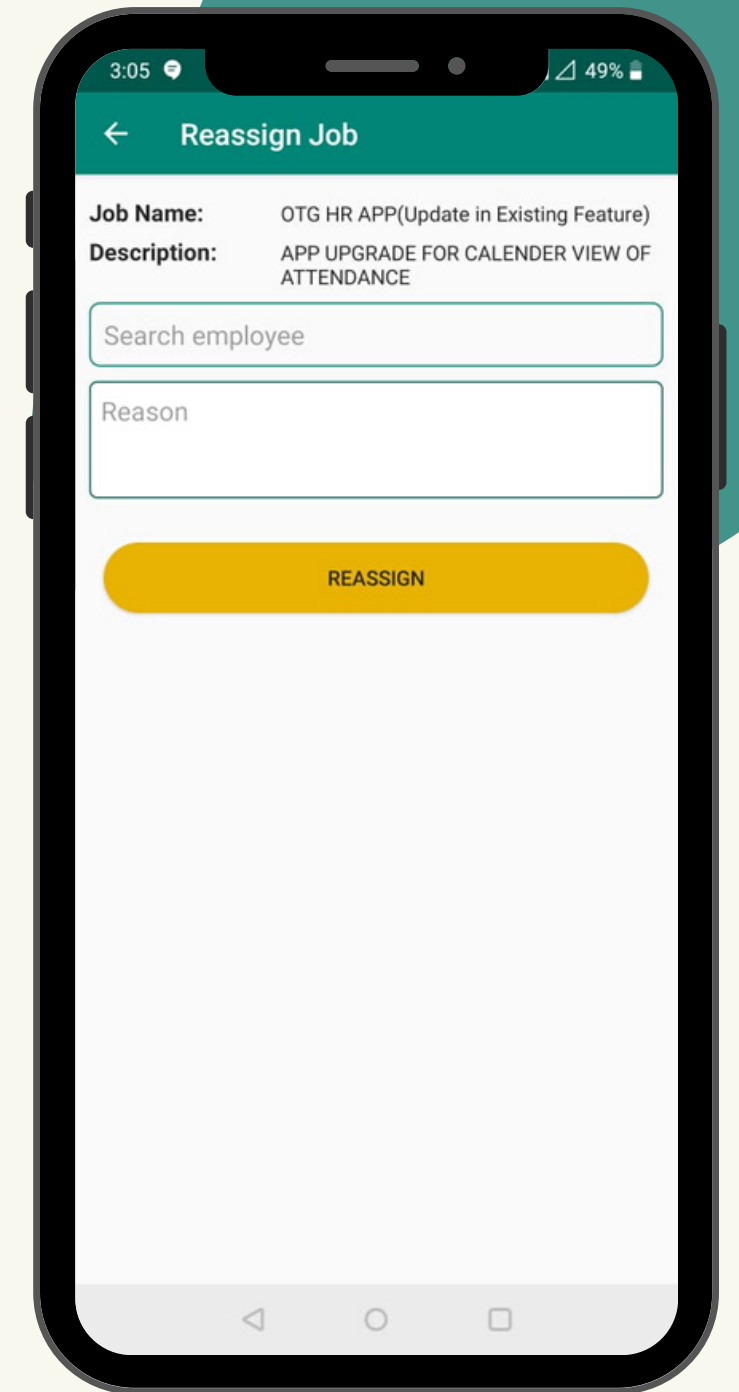 3:05 49%
Reassign Job
Job Name: OTG HR APP(Update in Existing Feature)
Description: APP UPGRADE FOR CALENDER VIEW OF
ATTENDANCE
Search employee
Reason
REASSIGN